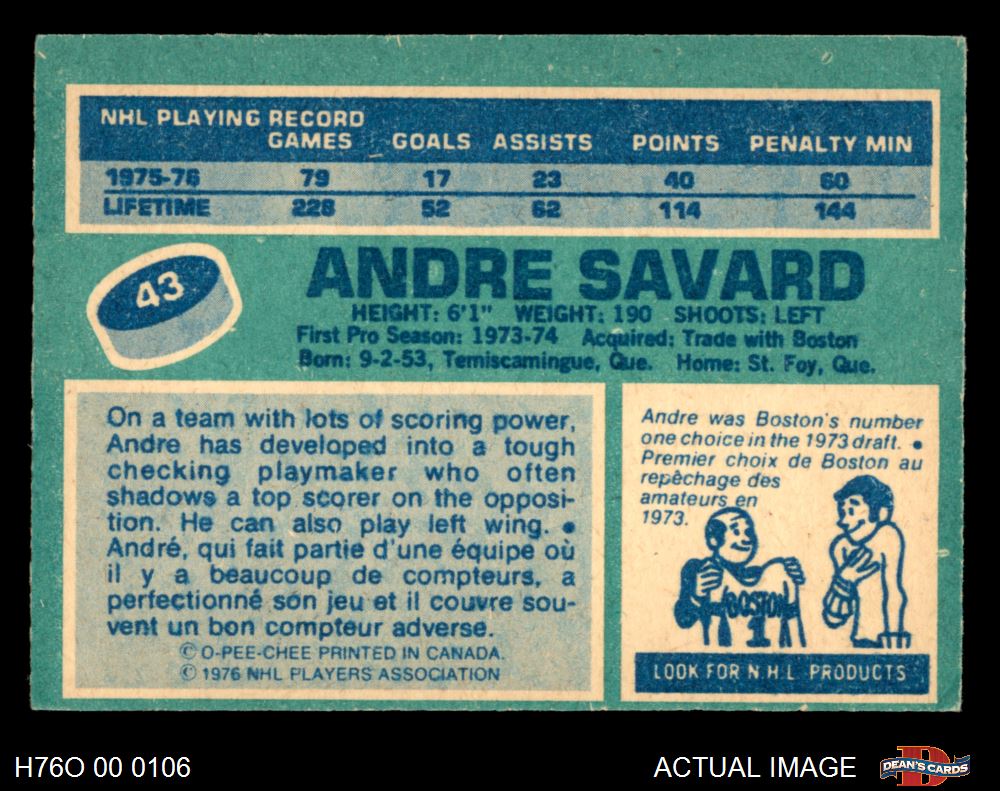 NHL PLAYING RECORD
GAMES GOALS ASSISTS POINTS PENALTY MIN
1975-76 79 17 23 40 60
LIFETIME 228 52 62 114 144
43
ANDRE SAVARD
HEIGHT: 6'1" WEIGHT: 190 SHOOTS: LEFT
First Pro Season: 1973-74 Acquired: Trade with Boston
Born: 9-2-53, Temiscamingue, Que. Home: St. Foy, Que.
On a team with lots of scoring power,
Andre has developed into a tough
checking playmaker who often
shadows a top scorer on the opposi-
tion. He can also play left wing. •
André, qui fait partie d'une équipe où
il y a beaucoup de compteurs, a
perfectionné son jeu et il couvre sou-
vent un bon compteur adverse.
© O-PEE-CHEE PRINTED IN CANADA.
© 1976 NHL PLAYERS ASSOCIATION
Andre was Boston's number
one choice in the 1973 draft. •
Premier choix de Boston au
repêchage des
amateurs en
1973.
BOSTON
1
LOOK FOR N.H.L PRODUCTS
H76O 00 0106
ACTUAL IMAGE
DEAN'S CARDS